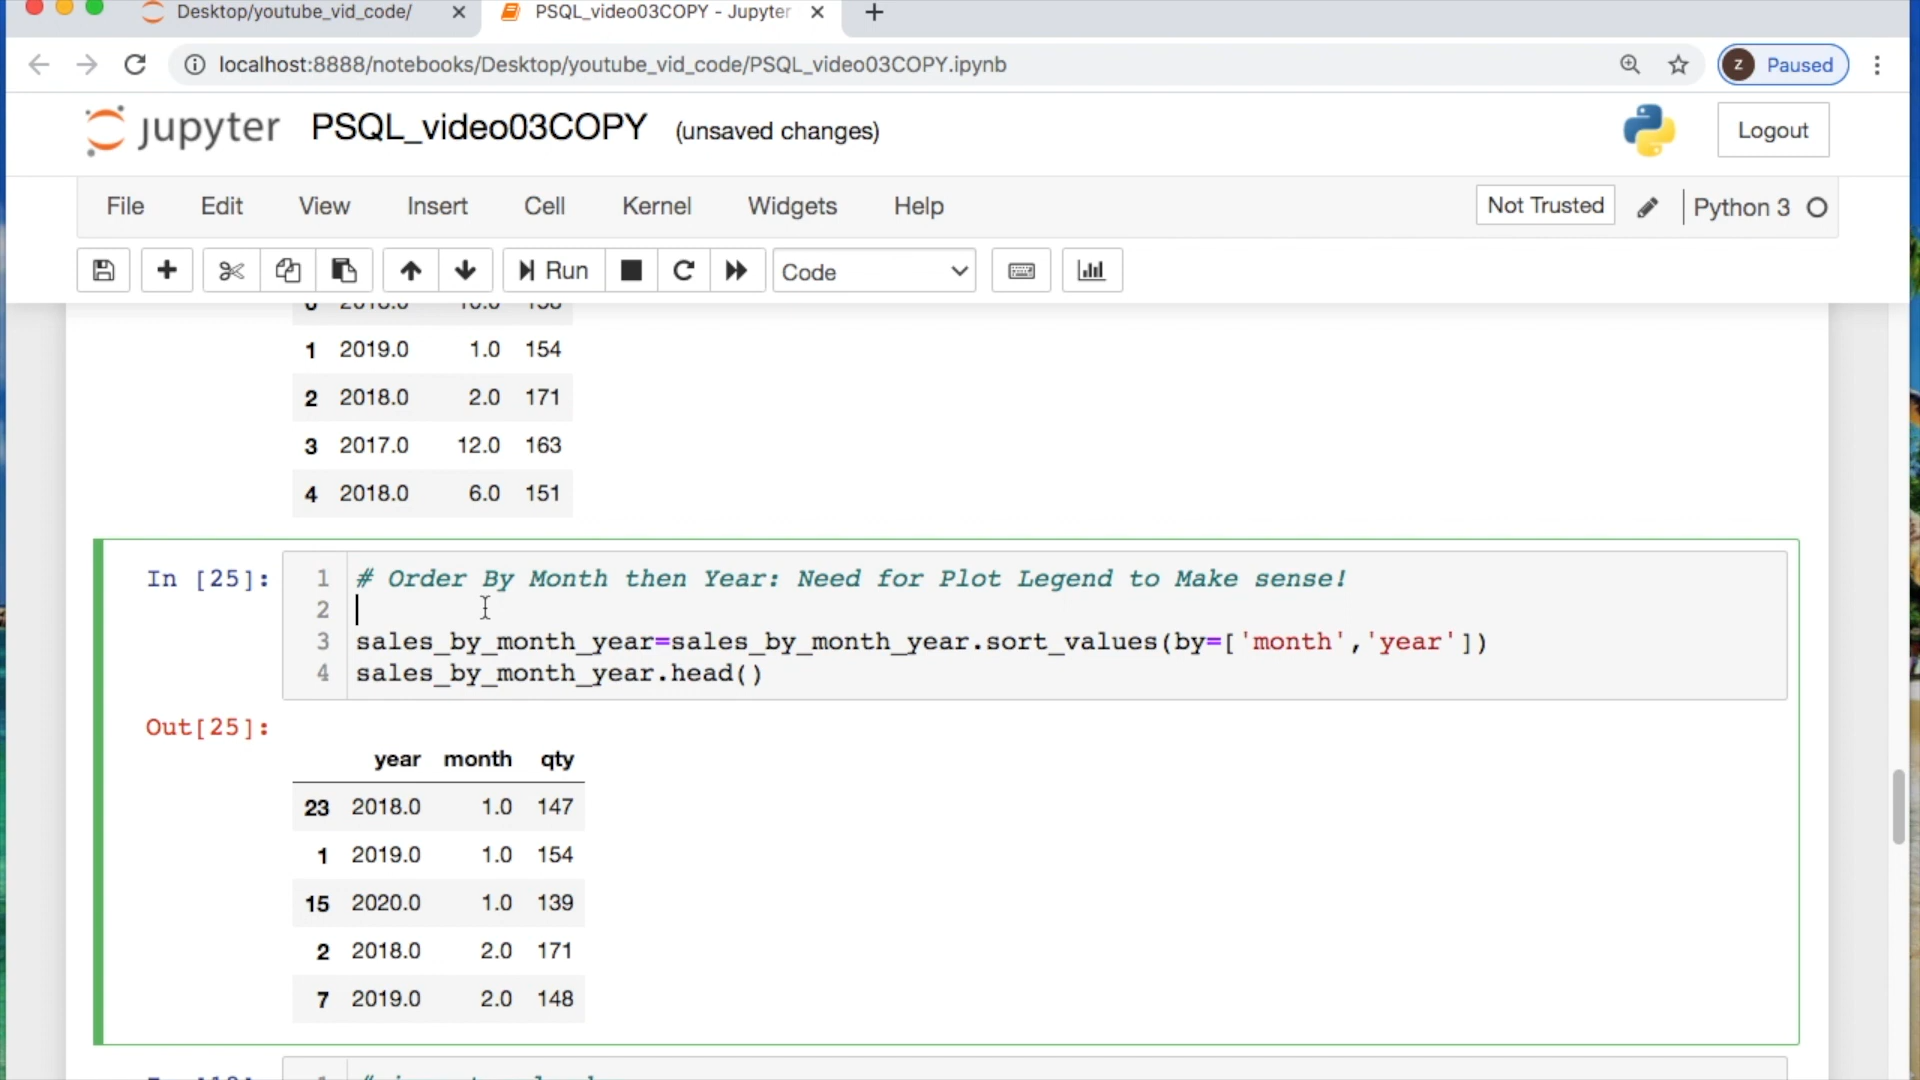 Desktop/youtube_vid_code/
PSQL_video03COPY - Jupyter
localhost:8888/notebooks/Desktop/youtube_vid_code/PSQL_video03COPY.ipynb
Z Paused
jupyter PSQL_video03COPY (unsaved changes)
Logout
File Edit View Insert Cell Kernel Widgets Help
Not Trusted
Python 3
Run
Code
1 2019.0 1.0 154
2 2018.0 2.0 171
3 2017.0 12.0 163
4 2018.0 6.0 151
In [25]:
1 # Order By Month then Year: Need for Plot Legend to Make sense!
2
3 sales_by_month_year=sales_by_month_year.sort_values(by=['month','year'])
4 sales_by_month_year.head()
Out[25]:
year month qty
23 2018.0 1.0 147
1 2019.0 1.0 154
15 2020.0 1.0 139
2 2018.0 2.0 171
7 2019.0 2.0 148